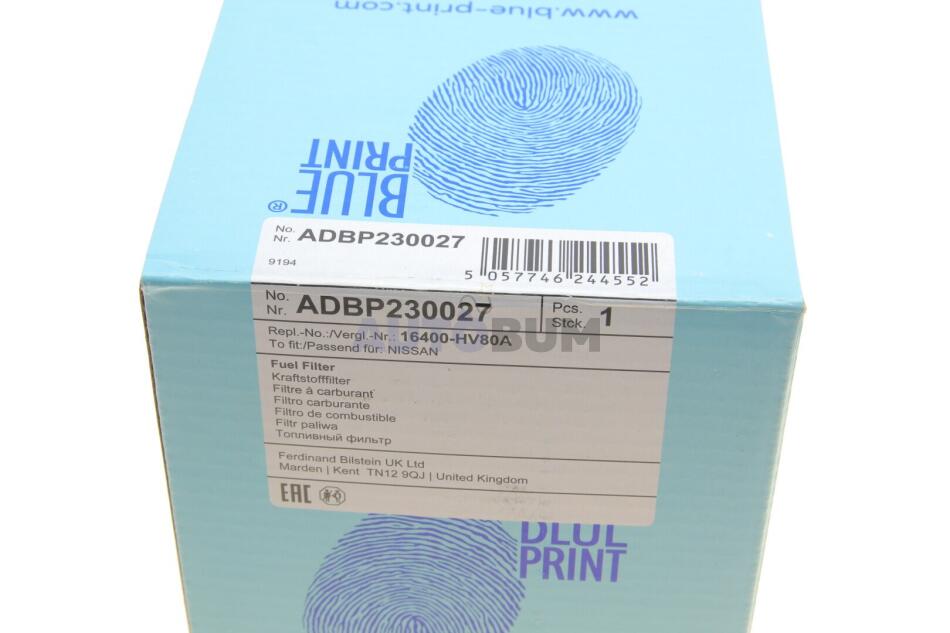 www.blue-print.com
BLUE
PRINT
®
No.
Nr. ADBP230027
9194
5 057746 244552
No.
Nr. ADBP230027
Pcs.
Stck. 1
AUTOBUM
Repl.-No.:/Vergl.-Nr.: 16400-HV80A
To fit:/Passend für: NISSAN
Fuel Filter
Kraftstofffilter
Filtre à carburant
Filtro carburante
Filtro de combustible
Filtr paliwa
Топливный фильтр
Ferdinand Bilstein UK Ltd
Marden | Kent TN12 9QJ | United Kingdom
EAC
BLUE
PRINT